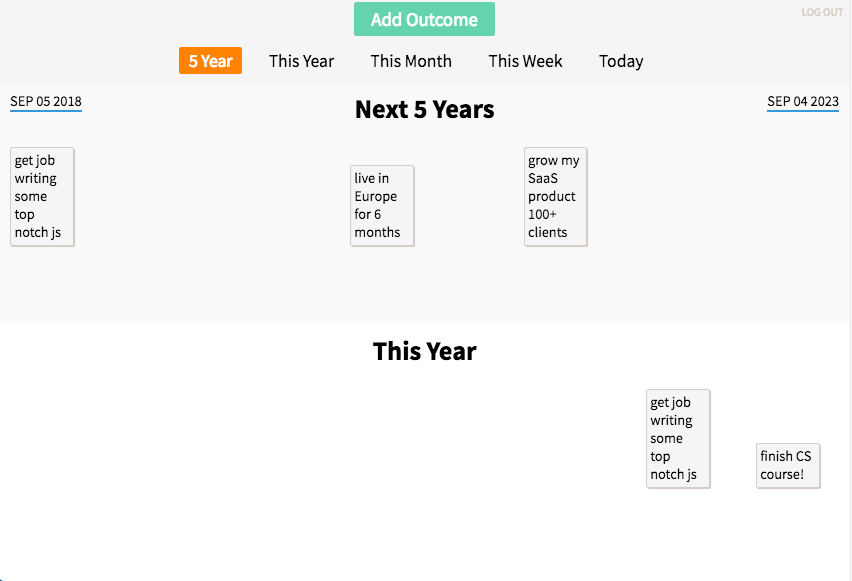 Add Outcome
LOG OUT
5 Year
This Year
This Month
This Week
Today
SEP 05 2018
Next 5 Years
SEP 04 2023
get job
writing
some
top
notch js
live in
Europe
for 6
months
grow my
SaaS
product
100+
clients
This Year
get job
writing
some
top
notch js
finish CS
course!